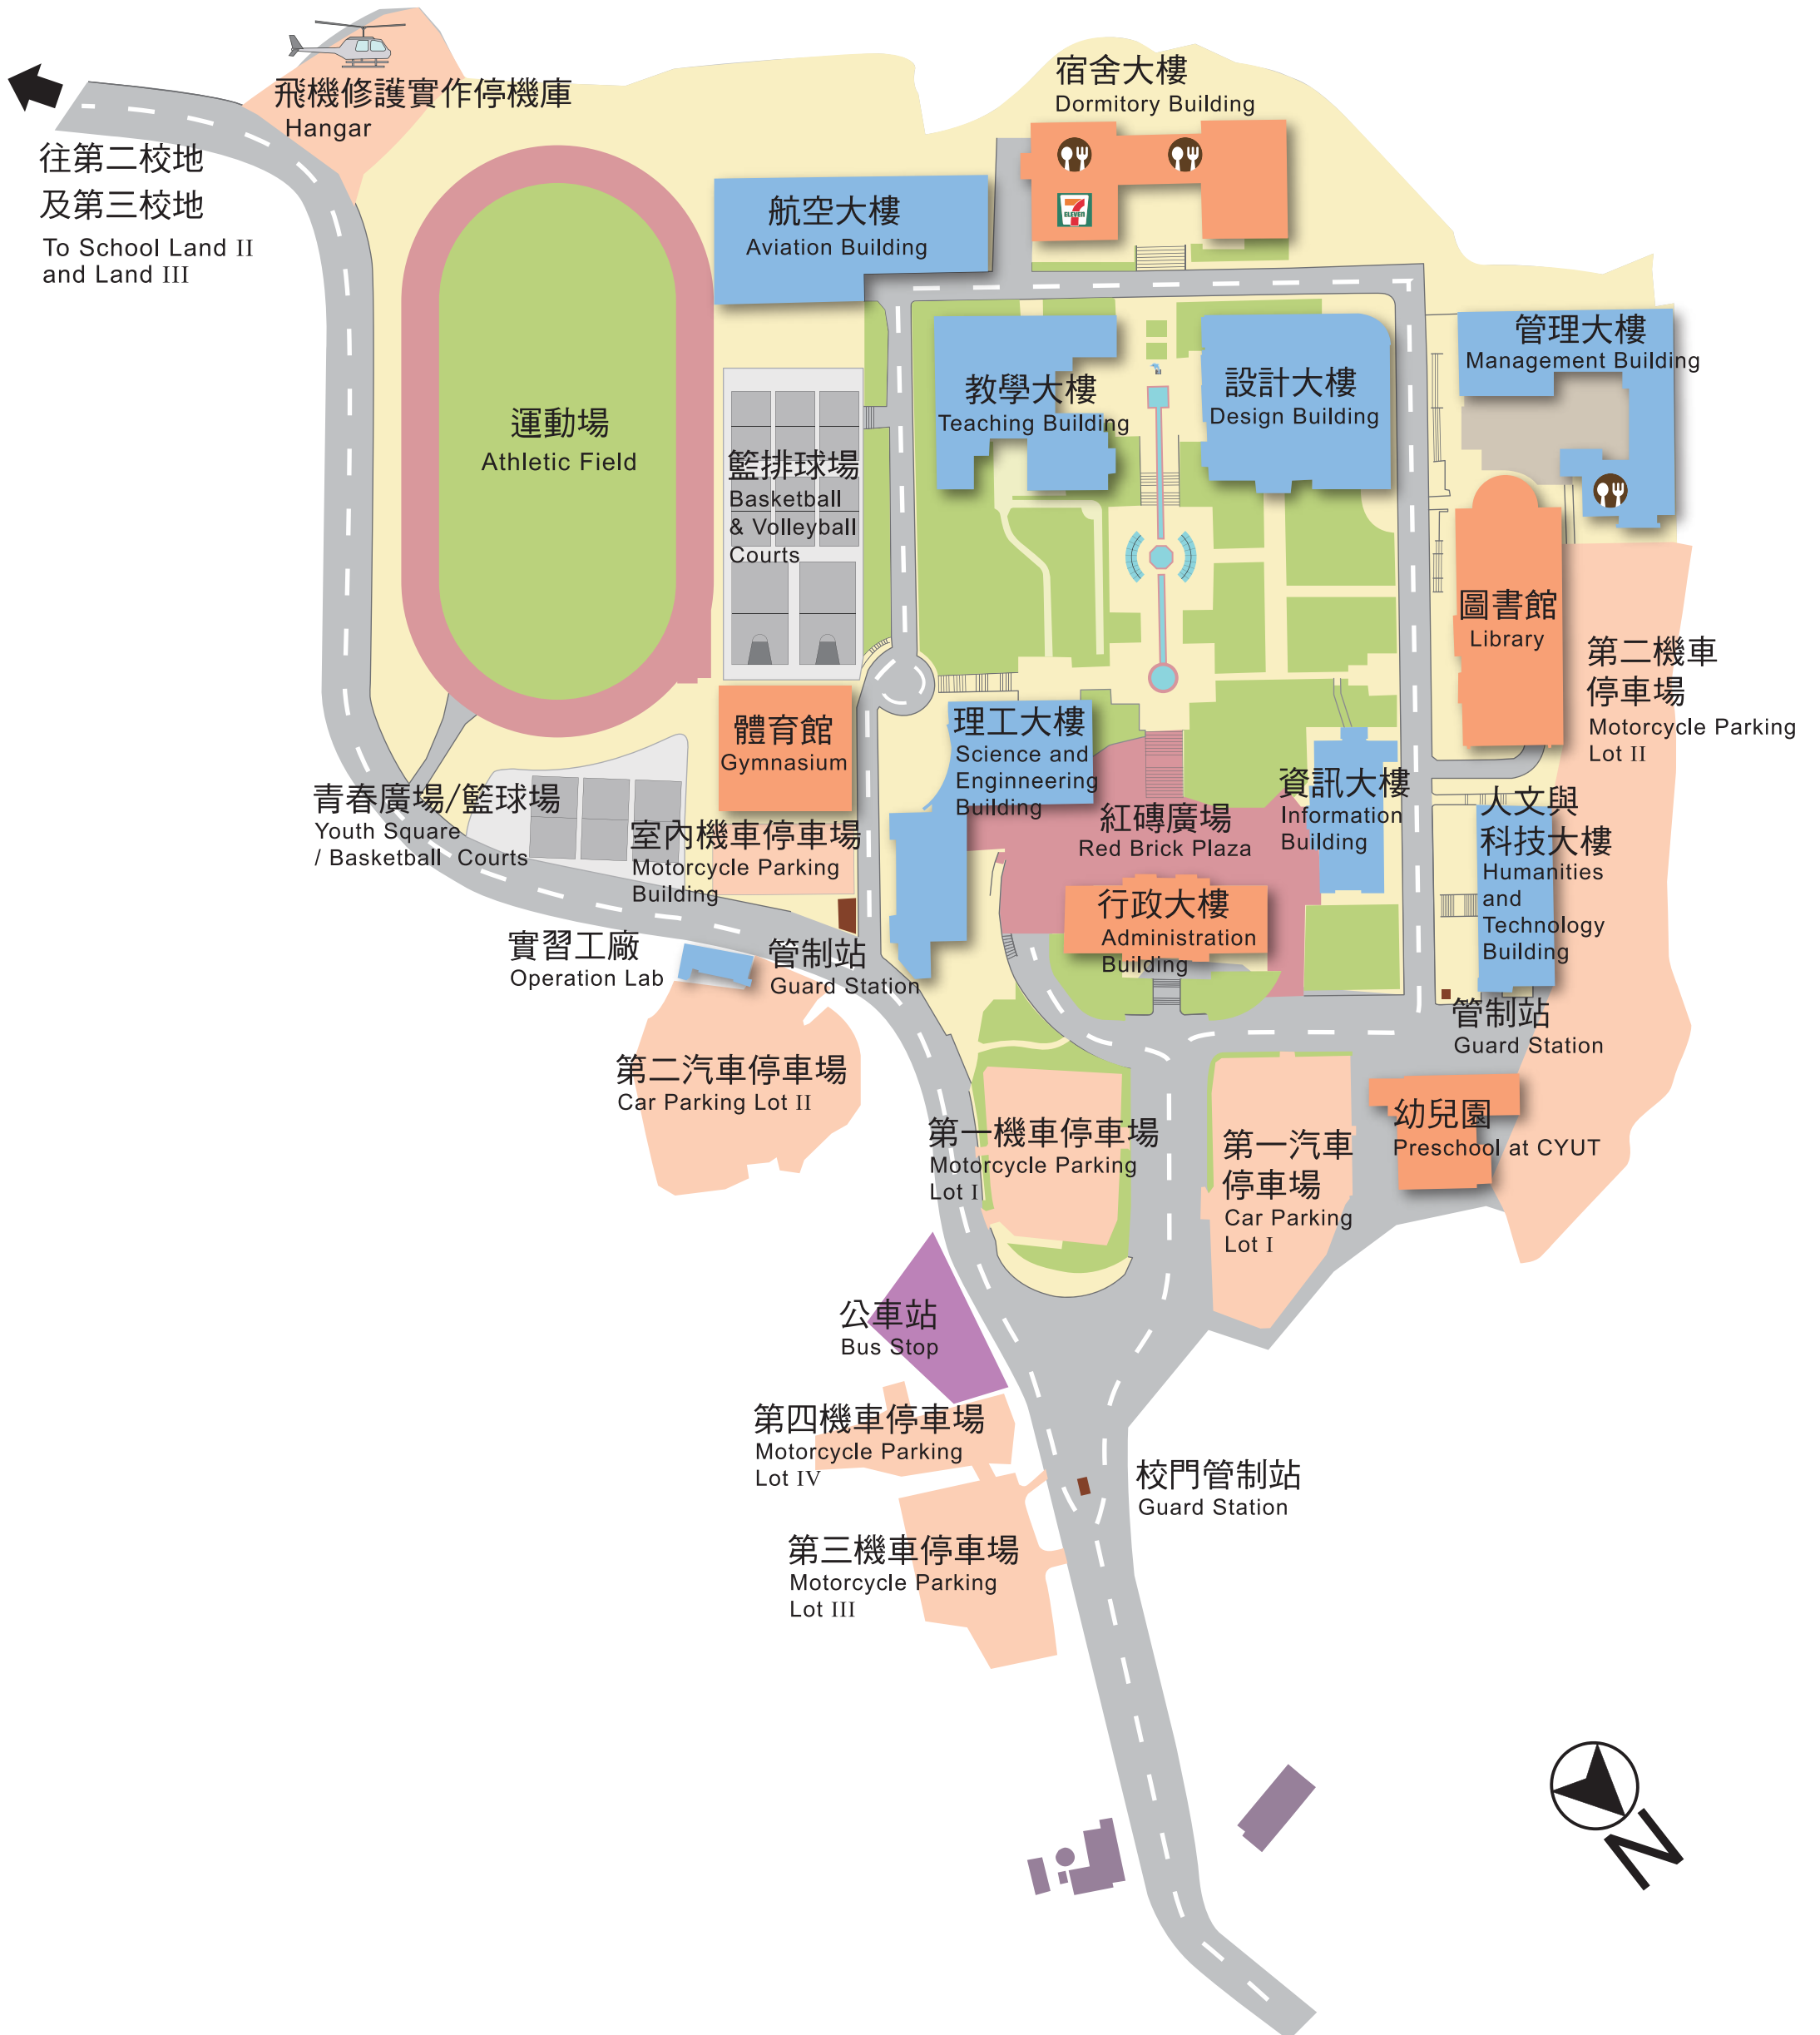 飛機修護實作停機庫
Hangar
往第二校地
及第三校地
To School Land II
and Land III
宿舍大樓
Dormitory Building
7
ELEVEN
航空大樓
Aviation Building
運動場
Athletic Field
籃排球場
Basketball
& Volleyball
Courts
教學大樓
Teaching Building
設計大樓
Design Building
管理大樓
Management Building
圖書館
Library
第二機車
停車場
Motorcycle Parking
Lot II
體育館
Gymnasium
理工大樓
Science and
Enginneering
Building
資訊大樓
Information
Building
人文與
科技大樓
Humanities
and
Technology
Building
青春廣場/籃球場
Youth Square
/ Basketball Courts
室內機車停車場
Motorcycle Parking
Building
紅磚廣場
Red Brick Plaza
行政大樓
Administration
Building
實習工廠
Operation Lab
管制站
Guard Station
管制站
Guard Station
第二汽車停車場
Car Parking Lot II
第一機車停車場
Motorcycle Parking
Lot I
第一汽車
停車場
Car Parking
Lot I
幼兒園
Preschool at CYUT
公車站
Bus Stop
第四機車停車場
Motorcycle Parking
Lot IV
校門管制站
Guard Station
第三機車停車場
Motorcycle Parking
Lot III
N